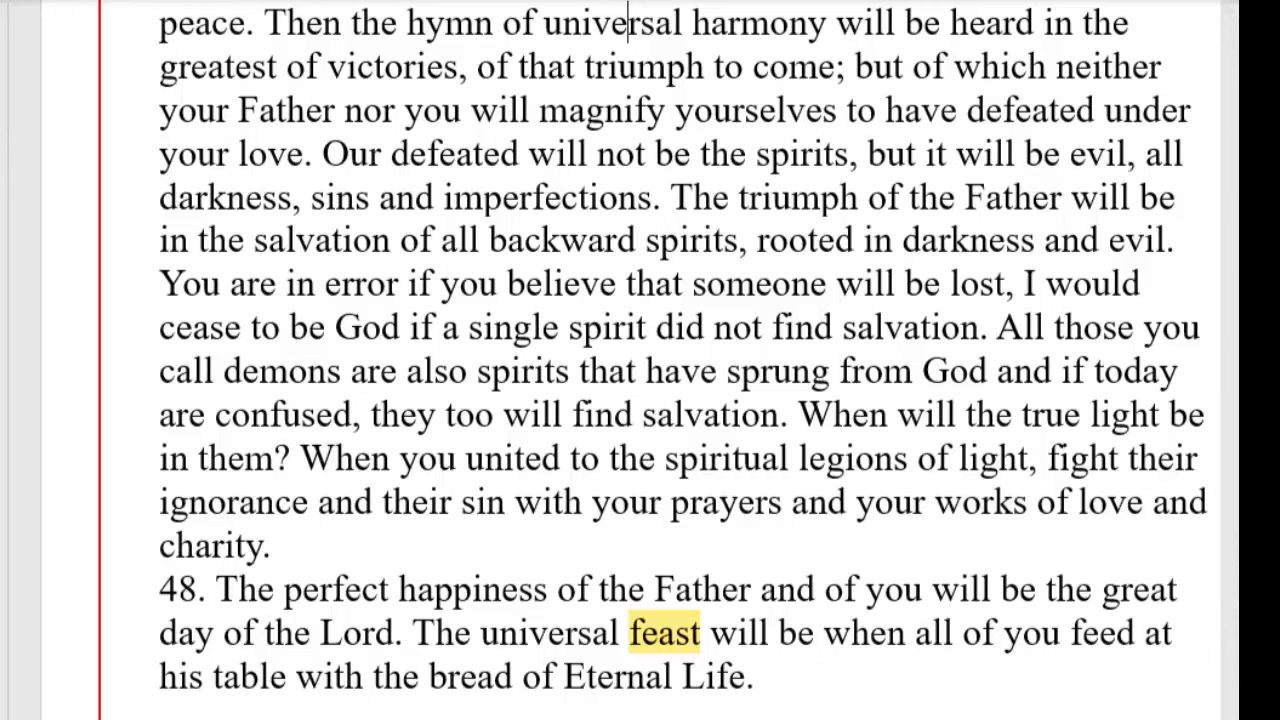 peace. Then the hymn of universal harmony will be heard in the
greatest of victories, of that triumph to come; but of which neither
your Father nor you will magnify yourselves to have defeated under
your love. Our defeated will not be the spirits, but it will be evil, all
darkness, sins and imperfections. The triumph of the Father will be
in the salvation of all backward spirits, rooted in darkness and evil.
You are in error if you believe that someone will be lost, I would
cease to be God if a single spirit did not find salvation. All those you
call demons are also spirits that have sprung from God and if today
are confused, they too will find salvation. When will the true light be
in them? When you united to the spiritual legions of light, fight their
ignorance and their sin with your prayers and your works of love and
charity.
48. The perfect happiness of the Father and of you will be the great
day of the Lord. The universal feast will be when all of you feed at
his table with the bread of Eternal Life.